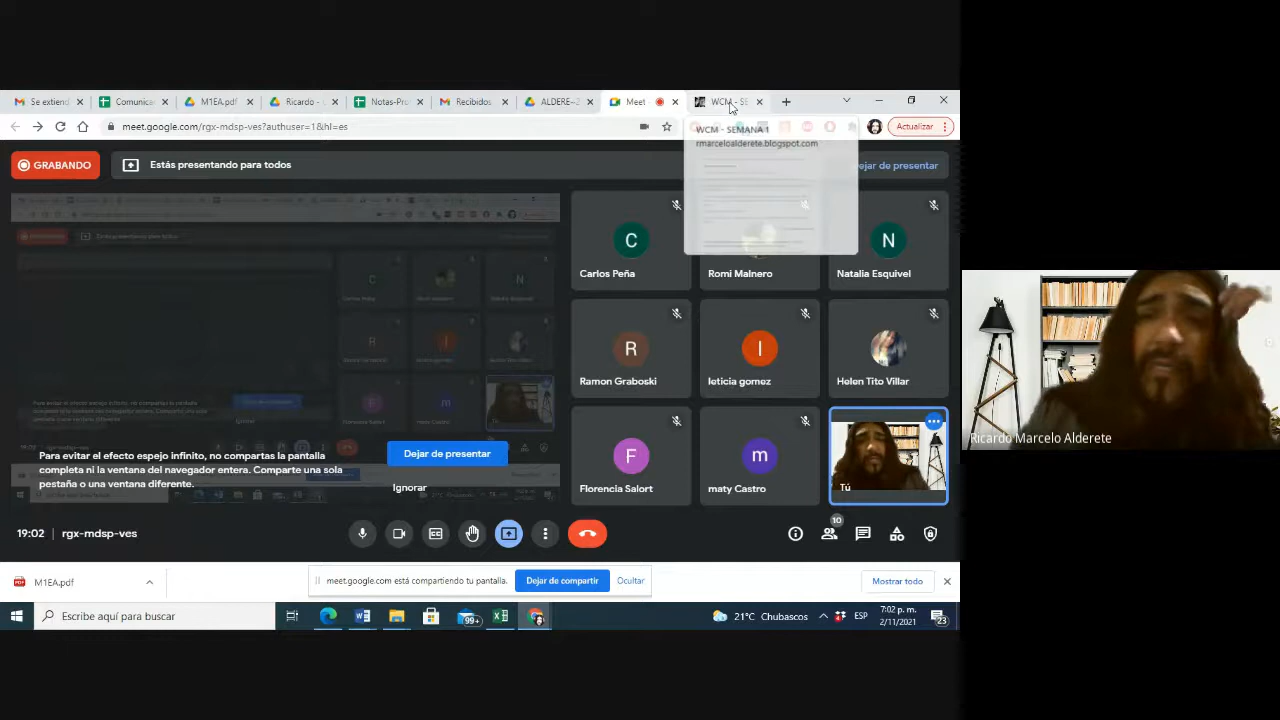 Se extiend
Comunica
M1EA.pdf
Ricardo -
Notas-Pro
Recibidos
ALDERE~2
Meet
WCM - SE
meet.google.com/rgx-mdsp-ves?authuser=1&hl=es
Actualizar
WCM - SEMANA 1
rmarceloalderete.blogspot.com
GRABANDO
Estás presentando para todos
Dejar de presentar
C
N
Carlos Peña
Romi Malnero
Natalia Esquivel
R
l
Ramon Graboski
leticia gomez
Helen Tito Villar
F
m
Florencia Salort
maty Castro
Tú
Para evitar el efecto espejo infinito, no compartas la pantalla
completa ni la ventana del navegador entera. Comparte una sola
pestaña o una ventana diferente.
Dejar de presentar
Ignorar
Ricardo Marcelo Alderete
19:02
rgx-mdsp-ves
10
M1EA.pdf
meet.google.com está compartiendo tu pantalla.
Dejar de compartir
Ocultar
Mostrar todo
Escribe aquí para buscar
99+
21°C Chubascos
ESP
7:02 p. m.
2/11/2021
23